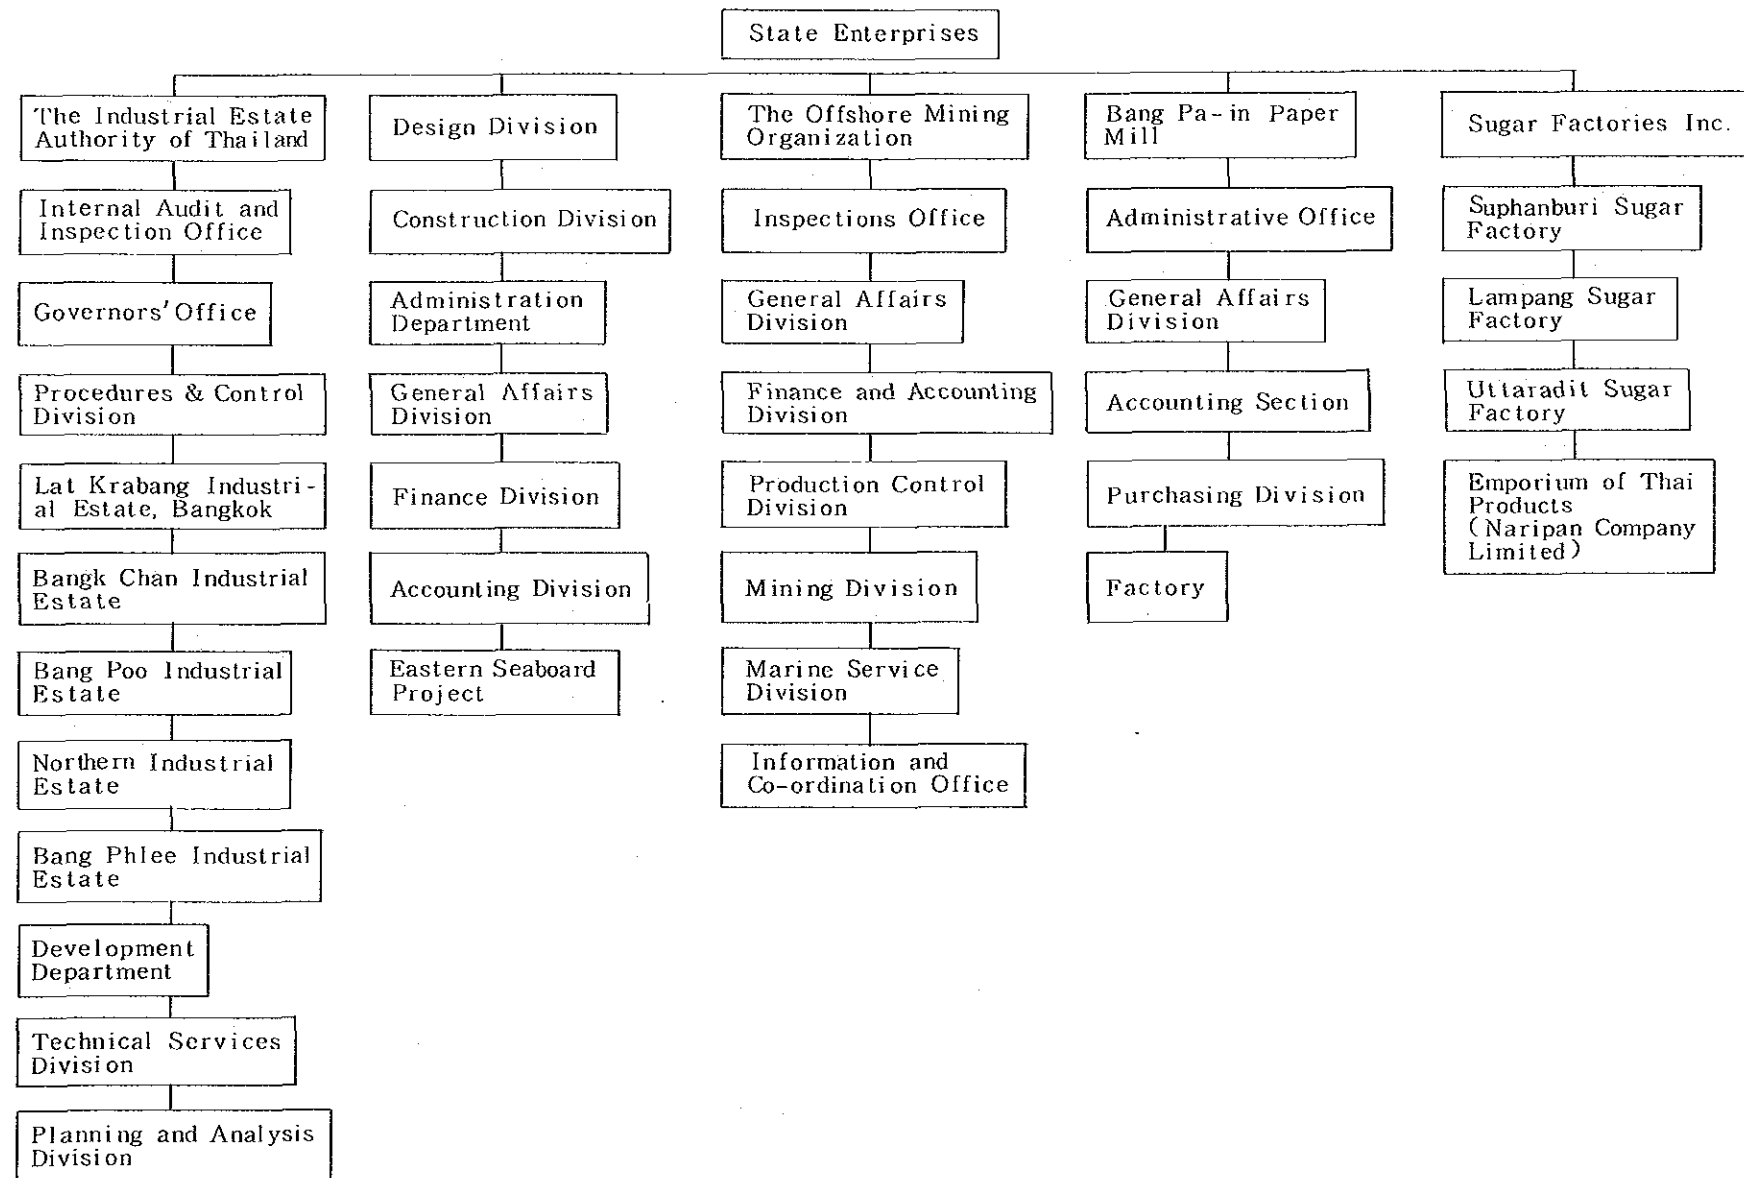 State Enterprises
The Industrial Estate
Authority of Thailand
Internal Audit and
Inspection Office
Governors' Office
Procedures & Control
Division
Lat Krabang Industri-
al Estate, Bangkok
Bangk Chan Industrial
Estate
Bang Poo Industrial
Estate
Northern Industrial
Estate
Bang Phlee Industrial
Estate
Development
Department
Technical Services
Division
Planning and Analysis
Division
Design Division
Construction Division
Administration
Department
General Affairs
Division
Finance Division
Accounting Division
Eastern Seaboard
Project
The Offshore Mining
Organization
Inspections Office
General Affairs
Division
Finance and Accounting
Division
Production Control
Division
Mining Division
Marine Service
Division
Information and
Co-ordination Office
Bang Pa-in Paper
Mill
Administrative Office
General Affairs
Division
Accounting Section
Purchasing Division
Factory
Sugar Factories Inc.
Suphanburi Sugar
Factory
Lampang Sugar
Factory
Uttaradit Sugar
Factory
Emporium of Thai
Products
(Naripan Company
Limited)